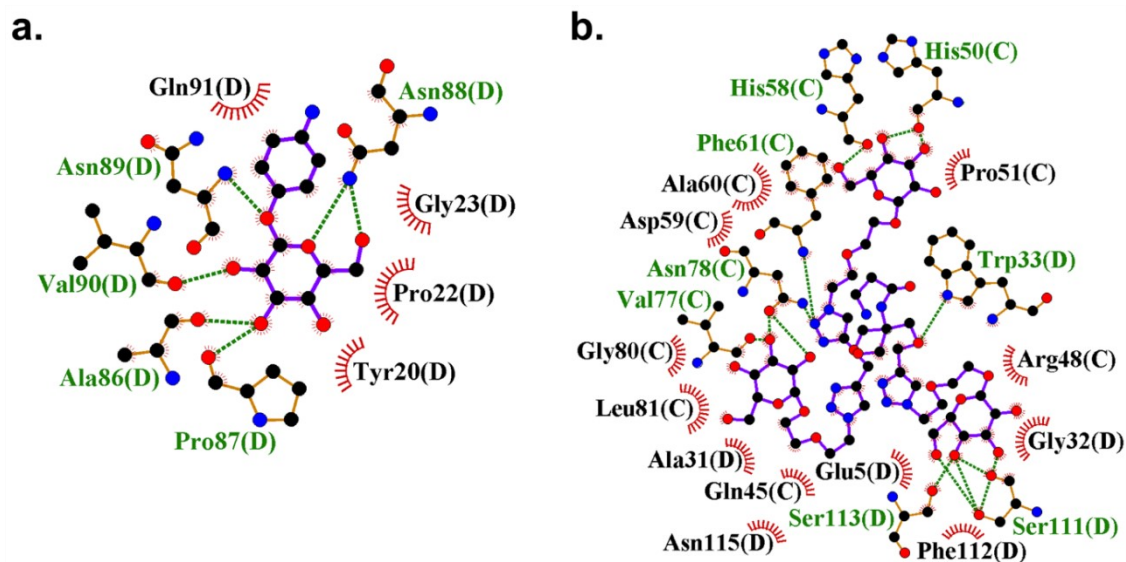 a.
Gln91(D)
Asn88(D)
Asn89(D)
Gly23(D)
Val90(D)
Pro22(D)
Ala86(D)
Tyr20(D)
Pro87(D)
b.
His50(C)
His58(C)
Phe61(C)
Ala60(C)
Pro51(C)
Asp59(C)
Asn78(C)
Trp33(D)
Val77(C)
Gly80(C)
Arg48(C)
Leu81(C)
Gly32(D)
Ala31(D)
Glu5(D)
Gln45(C)
Ser113(D)
Ser111(D)
Asn115(D)
Phe112(D)